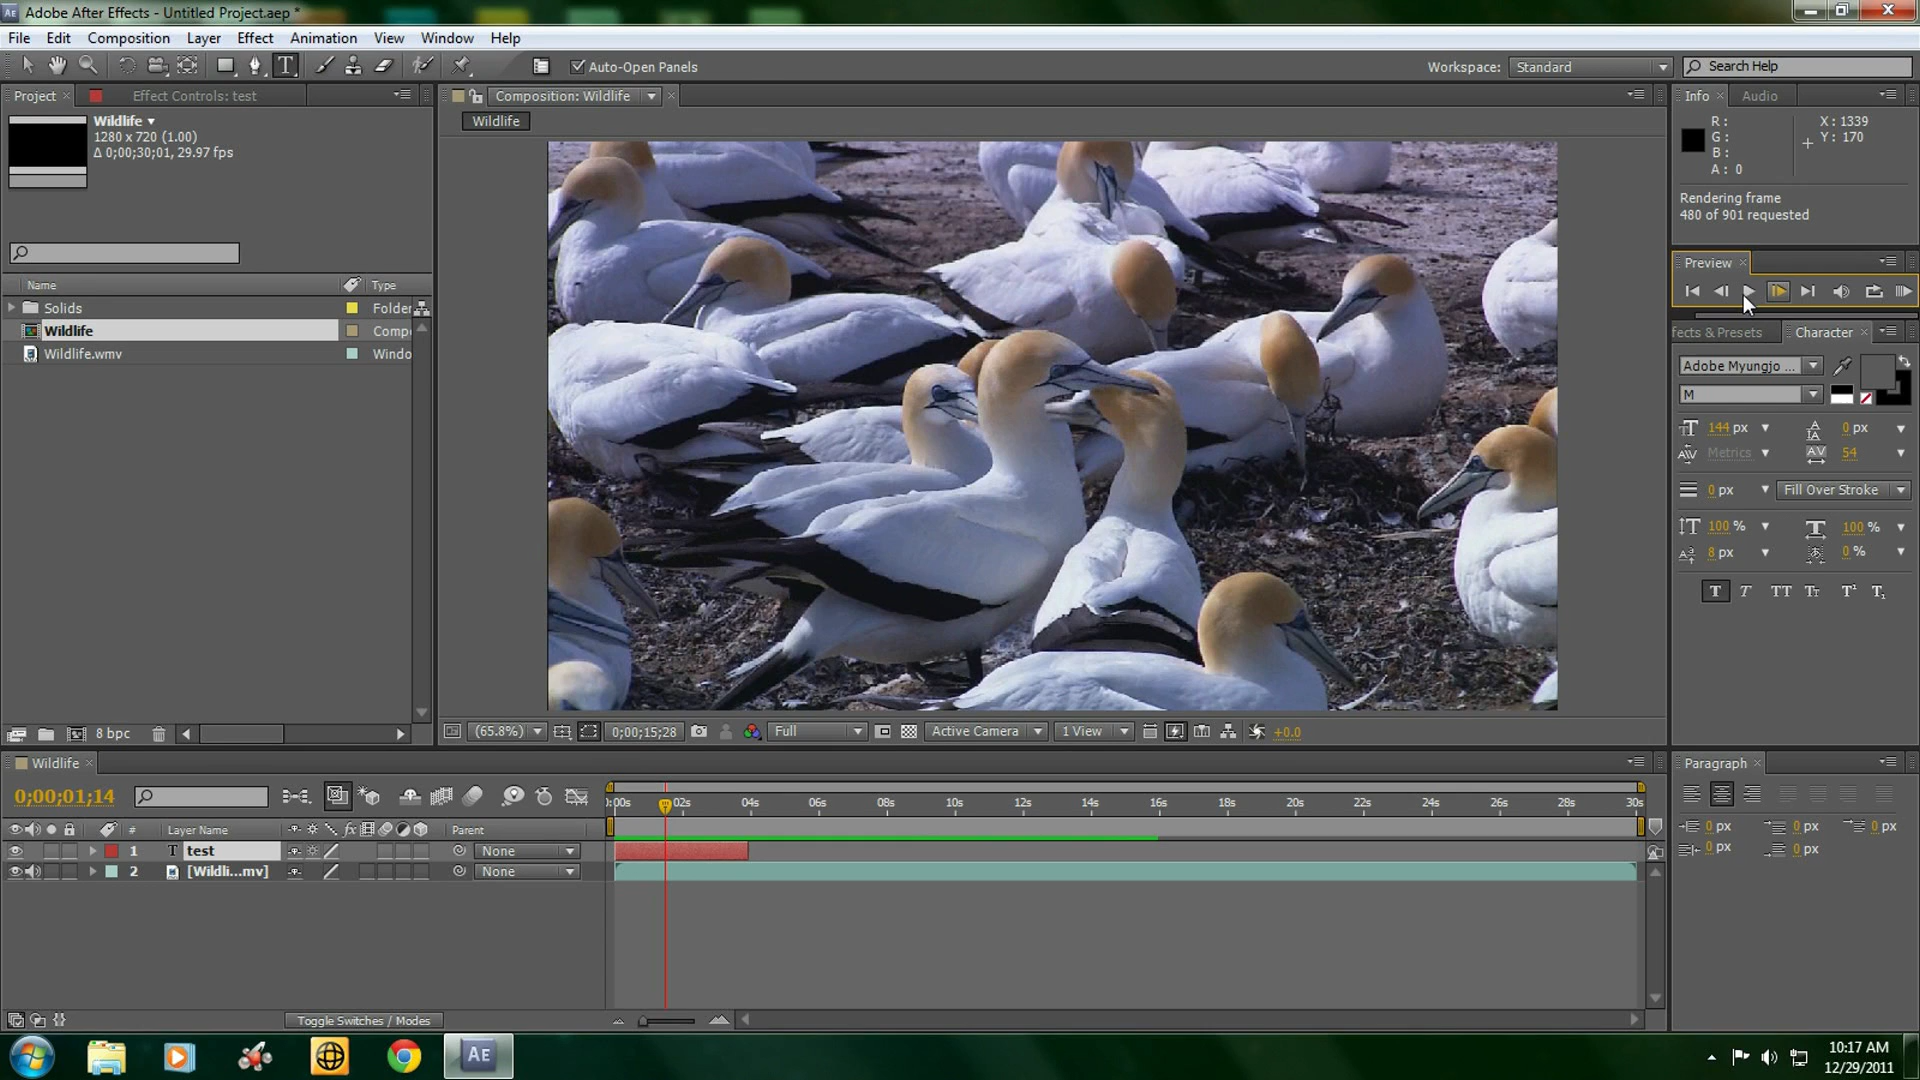 Adobe After Effects - Untitled Project.aep *
File Edit Composition Layer Effect Animation View Window Help
Auto-Open Panels
Workspace: Standard
Search Help
Project
Effect Controls: test
Wildlife
1280 x 720 (1.00)
Δ 0;00;30;01, 29.97 fps
Name Type
Solids Folder
Wildlife Compo
Wildlife.wmv Windo
8 bpc
Composition: Wildlife
Wildlife
(65.8%) 0;00;15;28 Full Active Camera 1 View +0.0
Info Audio
R: X: 1339
G: Y: 170
B:
A: 0
Rendering frame
480 of 901 requested
Preview
fects & Presets Character
Adobe Myungjo ...
M
144 px 0 px
Metrics 54
0 px Fill Over Stroke
100 % 100 %
8 px 0 %
Wildlife
0;00;01;14
):00s 02s 04s 06s 08s 10s 12s 14s 16s 18s 20s 22s 24s 26s 28s 30s
# Layer Name Parent
1 test None
2 [Wildli...mv] None
Toggle Switches / Modes
Paragraph
0 px 0 px 0 px
0 px 0 px
AE
10:17 AM
12/29/2011